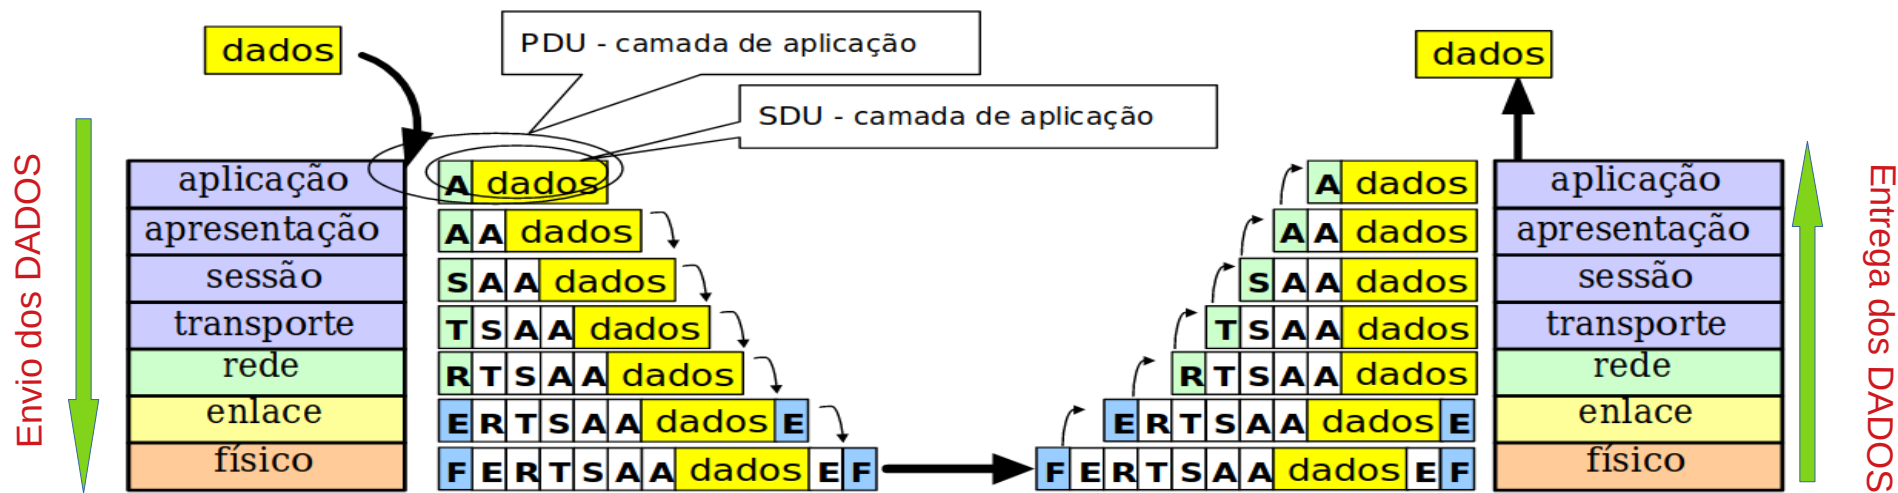 dados
PDU - camada de aplicação
SDU - camada de aplicação
dados
Envio dos DADOS
aplicação
apresentação
sessão
transporte
rede
enlace
físico
A dados
A A dados
S A A dados
T S A A dados
R T S A A dados
E R T S A A dados E
F E R T S A A dados E F
A dados
A A dados
S A A dados
T S A A dados
R T S A A dados
E R T S A A dados E
F E R T S A A dados E F
aplicação
apresentação
sessão
transporte
rede
enlace
físico
Entrega dos DADOS